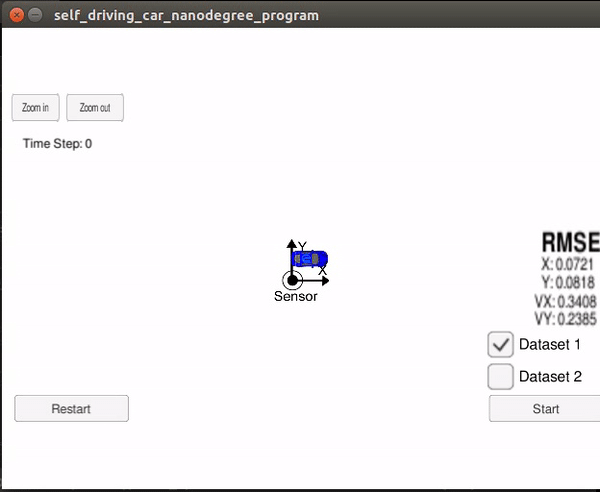 self_driving_car_nanodegree_program
Zoom in
Zoom out
Time Step: 0
Y
X
Sensor
RMSE
X: 0.0721
Y: 0.0818
VX: 0.3408
VY: 0.2385
Dataset 1
Dataset 2
Restart
Start